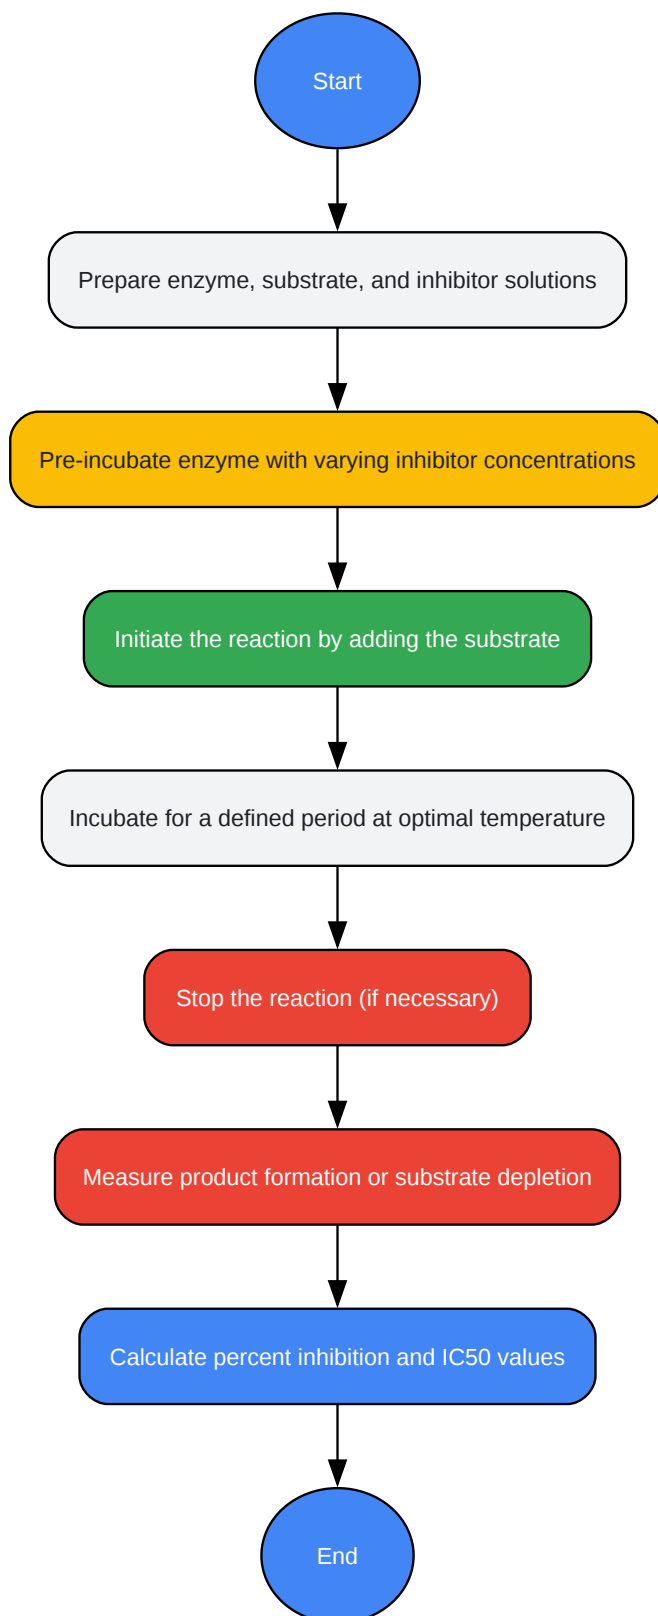 Start
Prepare enzyme, substrate, and inhibitor solutions
Pre-incubate enzyme with varying inhibitor concentrations
Initiate the reaction by adding the substrate
Incubate for a defined period at optimal temperature
Stop the reaction (if necessary)
Measure product formation or substrate depletion
Calculate percent inhibition and IC50 values
End